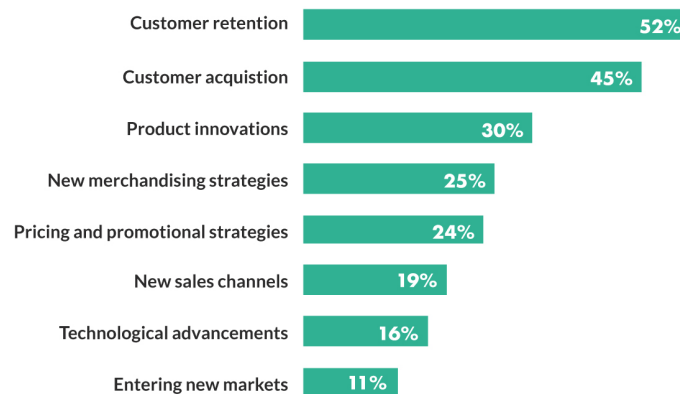 Customer retention 52%
Customer acquistion 45%
Product innovations 30%
New merchandising strategies 25%
Pricing and promotional strategies 24%
New sales channels 19%
Technological advancements 16%
Entering new markets 11%